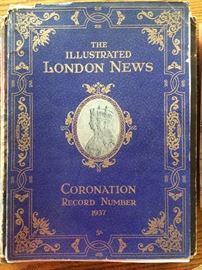 THE
ILLUSTRATED
LONDON NEWS
CORONATION
RECORD NUMBER
1937